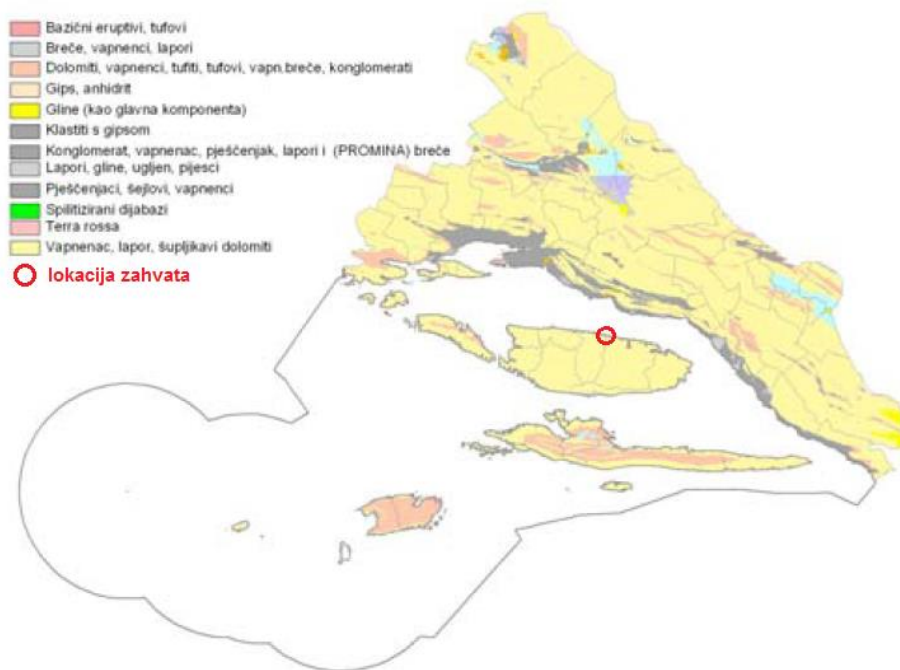 Bazični eruptivi, tufovi
Breče, vapnenci, lapori
Dolomiti, vapnenci, tufiti, tufovi, vapn.breče, konglomerati
Gips, anhidrit
Gline (kao glavna komponenta)
Klastiti s gipsom
Konglomerat, vapnenac, pješčenjak, lapori i (PROMINA) breče
Lapori, gline, ugljen, pijesci
Pješčenjaci, šejlovi, vapnenci
Spilitizirani dijabazi
Terra rossa
Vapnenac, lapor, šupljikavi dolomiti
lokacija zahvata